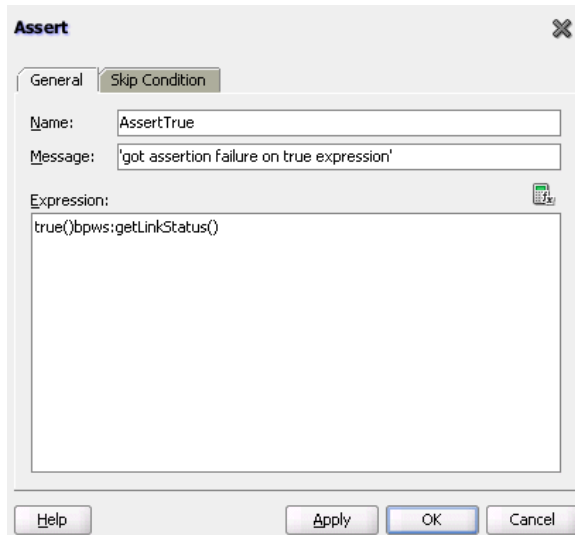 Assert
General Skip Condition
Name: AssertTrue
Message: 'got assertion failure on true expression'
Expression:
true()bpws:getLinkStatus()
Help Apply OK Cancel